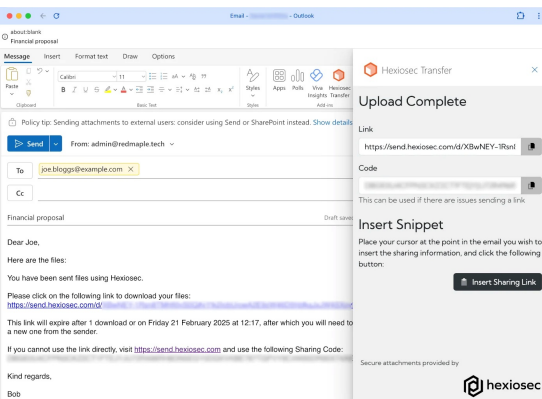 Email - - Outlook
about:blank
Financial proposal
Message Insert Format text Draw Options
Paste
Calibri 11
B I U S
Styles
Apps Polls Viva Insights Hexiosec Transfer
Clipboard Basic Text Styles Add-ins
Policy tip: Sending attachments to external users: consider using Send or SharePoint instead. Show details
Send From: admin@redmaple.tech
To joe.bloggs@example.com
Cc
Financial proposal Draft saved
Dear Joe,
Here are the files:
You have been sent files using Hexiosec.
Please click on the following link to download your files:
https://send.hexiosec.com/d/
This link will expire after 1 download or on Friday 21 February 2025 at 12:17, after which you will need to
a new one from the sender.
If you cannot use the link directly, visit https://send.hexiosec.com and use the following Sharing Code:
Kind regards,
Bob
Hexiosec Transfer
Upload Complete
Link
https://send.hexiosec.com/d/XBwNEY-1Rsnl
Code
This can be used if there are issues sending a link
Insert Snippet
Place your cursor at the point in the email you wish to
insert the sharing information, and click the following
button:
Insert Sharing Link
Secure attachments provided by
hexiosec